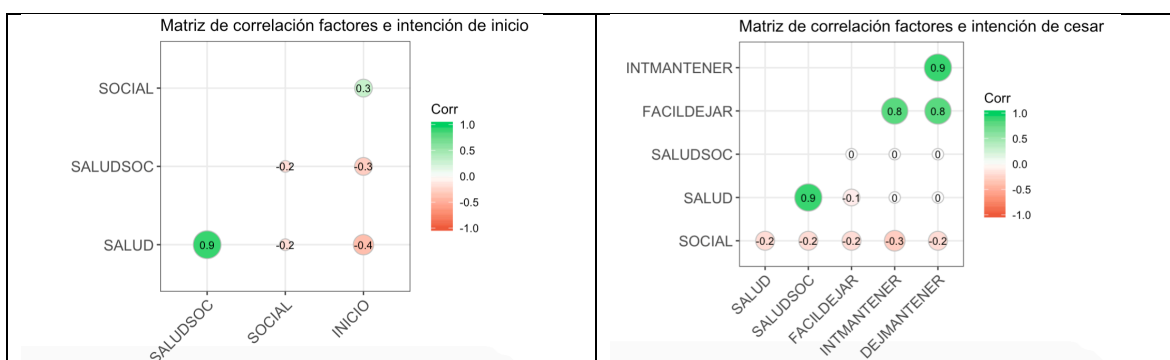 Matriz de correlación factores e intención de inicio
SOCIAL
0.3
SALUDSOC
-0.2
-0.3
SALUD
0.9
-0.2
-0.4
SALUDSOC
SOCIAL
INICIO
Corr
1.0
0.5
0.0
-0.5
-1.0
Matriz de correlación factores e intención de cesar
INTMANTENER
0.9
FACILDEJAR
0.8
0.8
SALUDSOC
0
0
0
SALUD
0.9
-0.1
0
0
SOCIAL
-0.2
-0.2
-0.2
-0.3
-0.2
SALUD
SALUDSOC
FACILDEJAR
INTMANTENER
DEJMANTENER
Corr
1.0
0.5
0.0
-0.5
-1.0